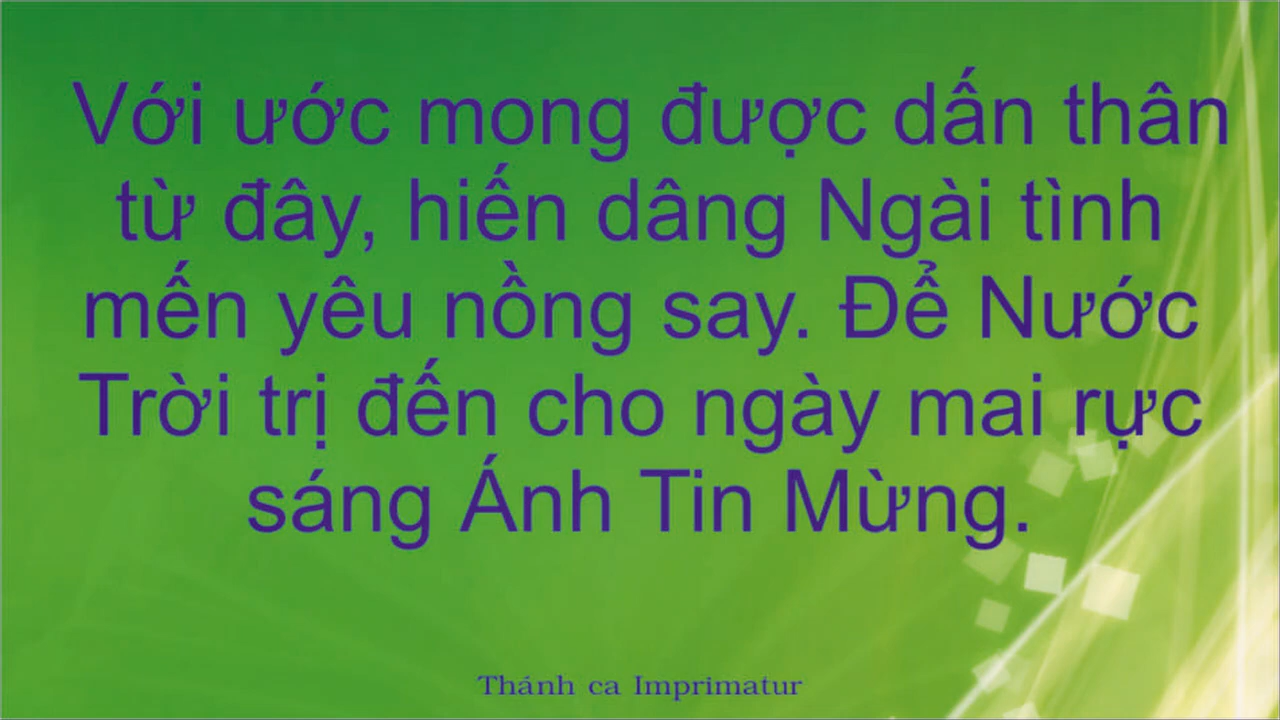 Với ước mong được dấn thân
từ đây, hiến dâng Ngài tình
mến yêu nồng say. Để Nước
Trời trị đến cho ngày mai rực
sáng Ánh Tin Mừng.
Thánh ca Imprimatur